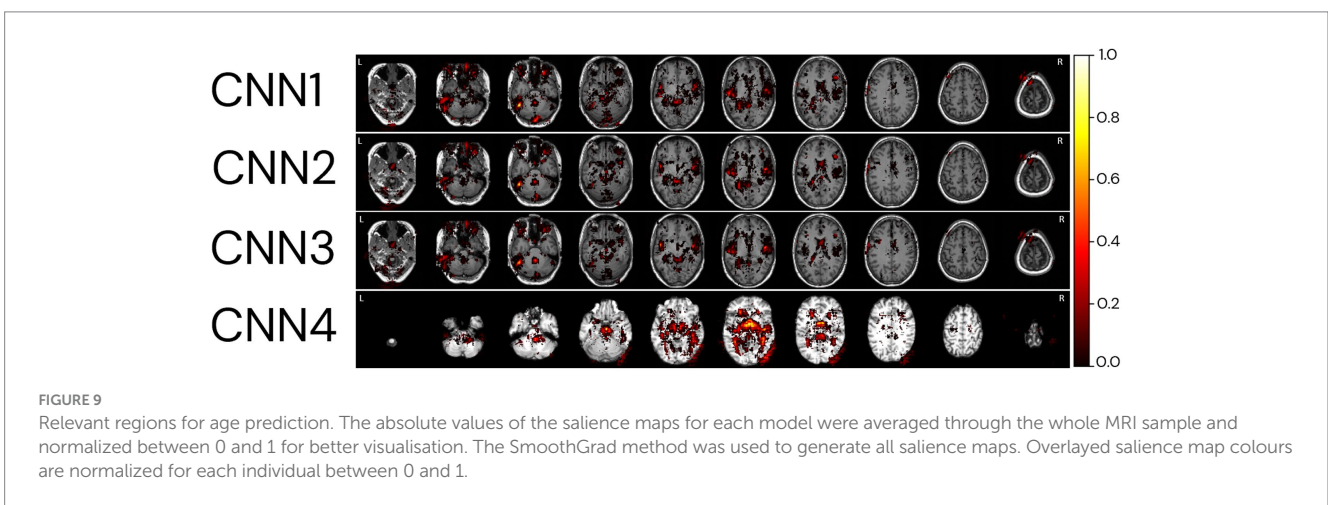 CNN1
CNN2
CNN3
CNN4
L
R
L
R
L
R
L
R
1.0
0.8
0.6
0.4
0.2
0.0
FIGURE 9
Relevant regions for age prediction. The absolute values of the salience maps for each model were averaged through the whole MRI sample and
normalized between 0 and 1 for better visualisation. The SmoothGrad method was used to generate all salience maps. Overlayed salience map colours
are normalized for each individual between 0 and 1.